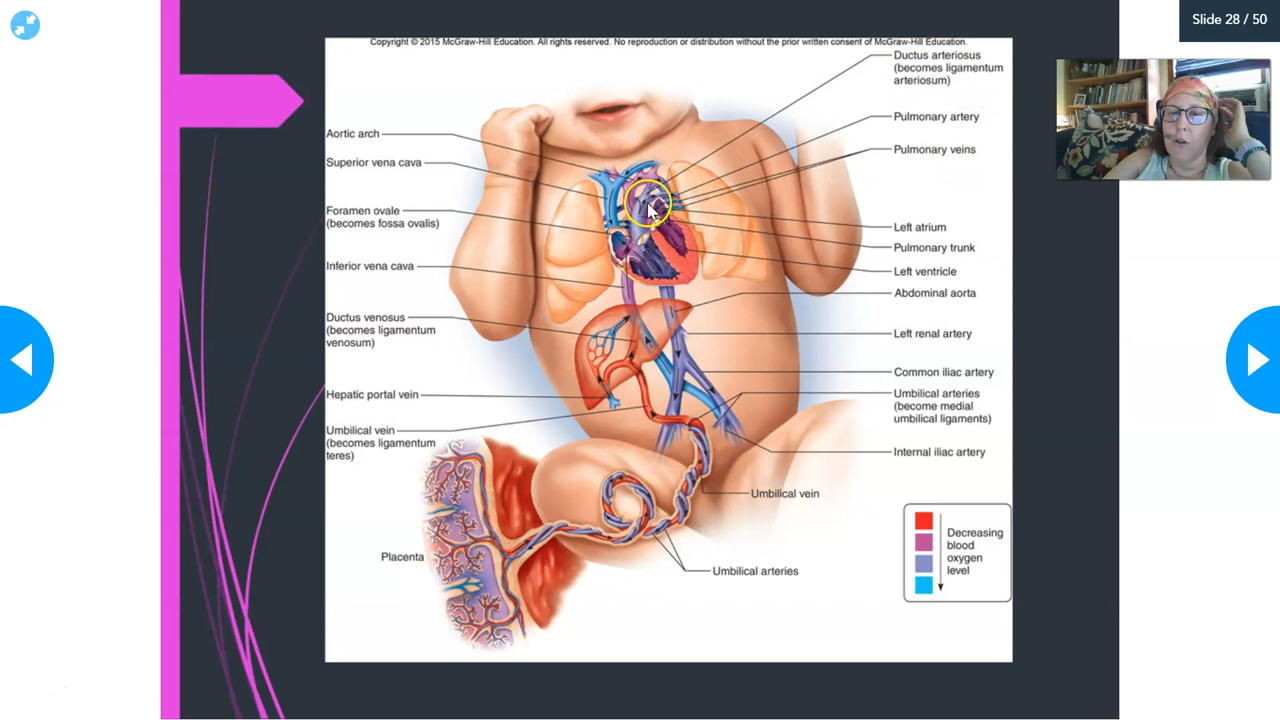 Slide 28 / 50
Copyright © 2015 McGraw-Hill Education. All rights reserved. No reproduction or distribution without the prior written consent of McGraw-Hill Education.
Aortic arch
Superior vena cava
Foramen ovale
(becomes fossa ovalis)
Inferior vena cava
Ductus venosus
(becomes ligamentum
venosum)
Hepatic portal vein
Umbilical vein
(becomes ligamentum
teres)
Placenta
Ductus arteriosus
(becomes ligamentum
arteriosum)
Pulmonary artery
Pulmonary veins
Left atrium
Pulmonary trunk
Left ventricle
Abdominal aorta
Left renal artery
Common iliac artery
Umbilical arteries
(become medial
umbilical ligaments)
Internal iliac artery
Umbilical vein
Umbilical arteries
Decreasing
blood
oxygen
level